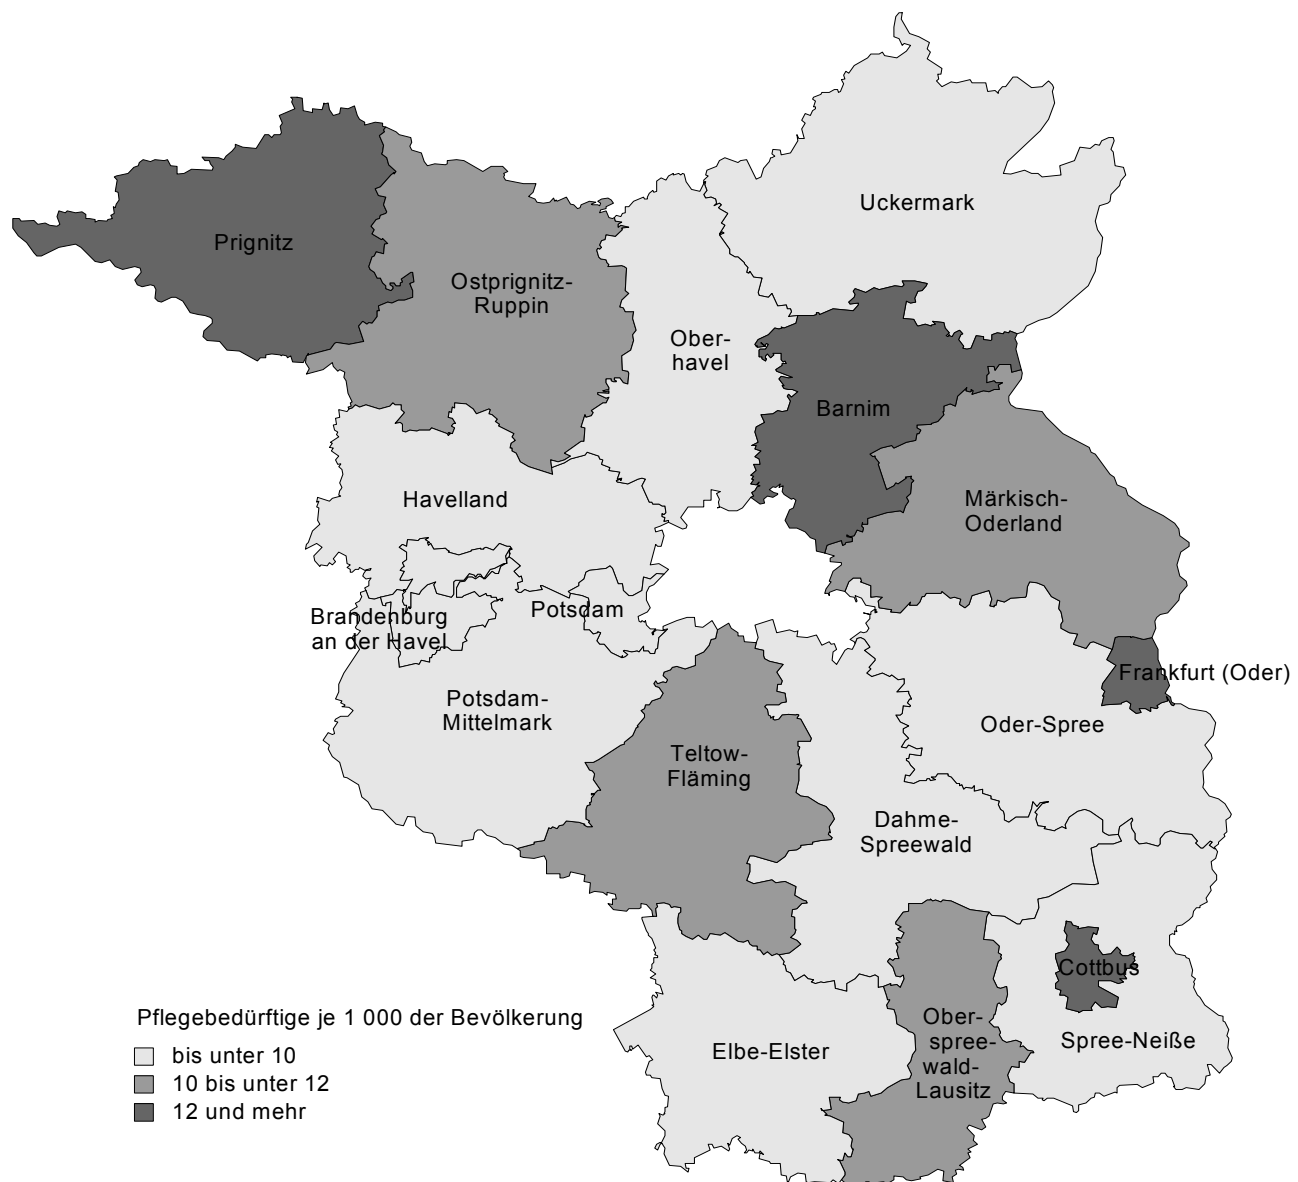 Uckermark
Prignitz
Ostprignitz-
Ruppin
Ober-
havel
Barnim
Havelland
Märkisch-
Oderland
Brandenburg
an der Havel
Potsdam
Frankfurt (Oder)
Potsdam-
Mittelmark
Oder-Spree
Teltow-
Fläming
Dahme-
Spreewald
Cottbus
Ober-
spree-
wald-
Lausitz
Spree-Neiße
Elbe-Elster
Pflegebedürftige je 1 000 der Bevölkerung
bis unter 10
10 bis unter 12
12 und mehr